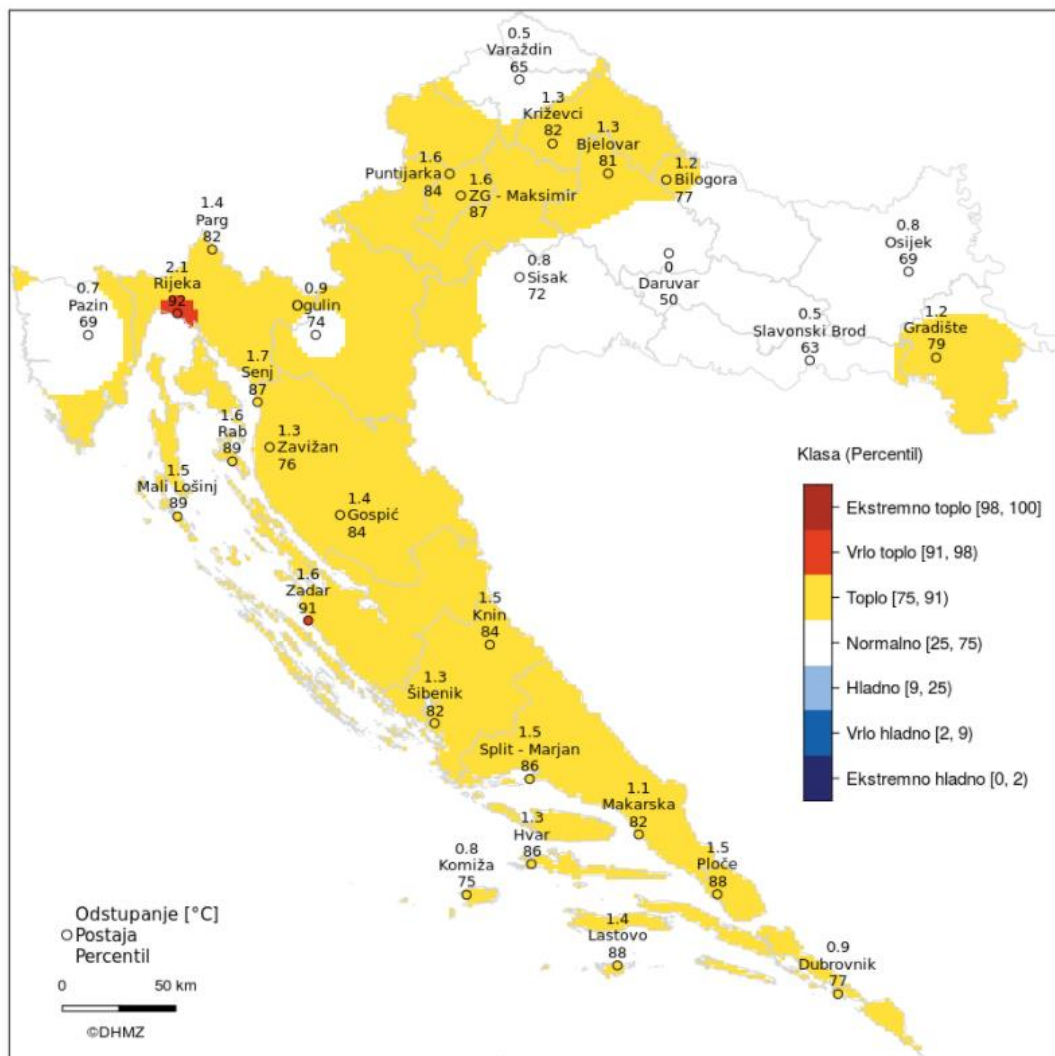 0.5
Varaždin
65
1.3
Križevci
82
1.3
Bjelovar
81
1.6
Puntijarka
84
1.6
ZG - Maksimir
87
1.2
Bilogora
77
1.4
Parg
82
0.8
Osijek
69
2.1
Rijeka
92
0.7
Pazin
69
0.9
Ogulin
74
0.8
Sisak
72
0
Daruvar
50
0.5
Slavonski Brod
63
1.2
Gradište
79
1.7
Senj
87
1.6
Rab
89
1.3
Zavižan
76
1.5
Mali Lošinj
89
1.4
Gospić
84
1.6
Zadar
91
1.5
Knin
84
1.3
Šibenik
82
1.5
Split - Marjan
86
1.1
Makarska
82
1.3
Hvar
86
0.8
Komiža
75
1.5
Ploče
88
1.4
Lastovo
88
0.9
Dubrovnik
77
Klasa (Percentil)
Ekstremno toplo [98, 100]
Vrlo toplo [91, 98)
Toplo [75, 91)
Normalno [25, 75)
Hladno [9, 25)
Vrlo hladno [2, 9)
Ekstremno hladno [0, 2)
Odstupanje [°C]
Postaja
Percentil
0 50 km
©DHMZ